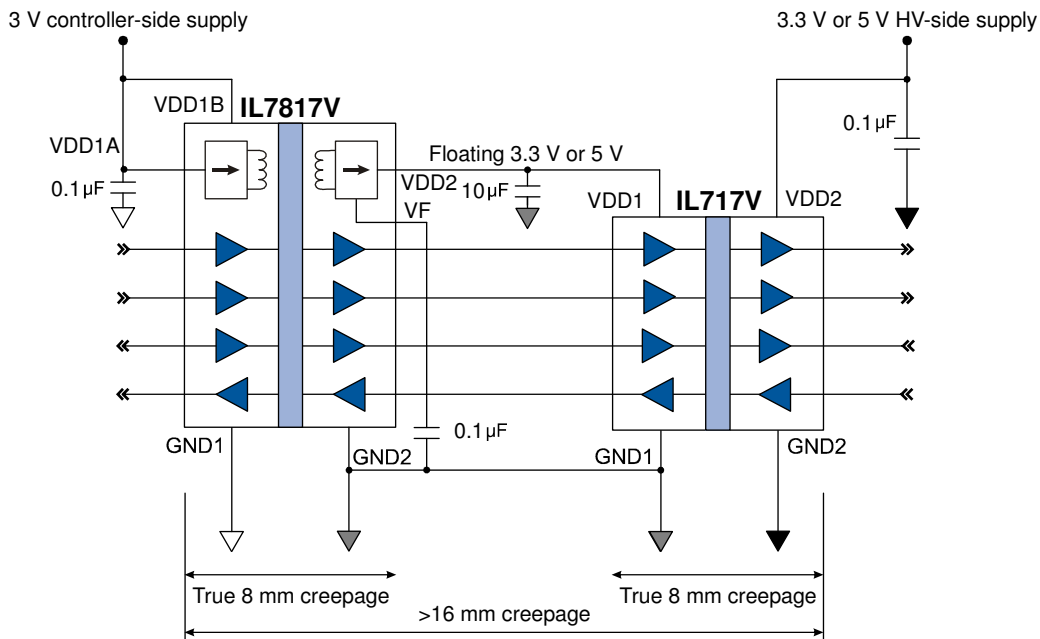 3 V controller-side supply
3.3 V or 5 V HV-side supply
VDD1B
IL7817V
VDD1A
0.1 µF
Floating 3.3 V or 5 V
VDD2
10 µF
VF
VDD1
IL717V
VDD2
0.1 µF
0.1 µF
GND1
GND2
GND1
GND2
True 8 mm creepage
True 8 mm creepage
>16 mm creepage